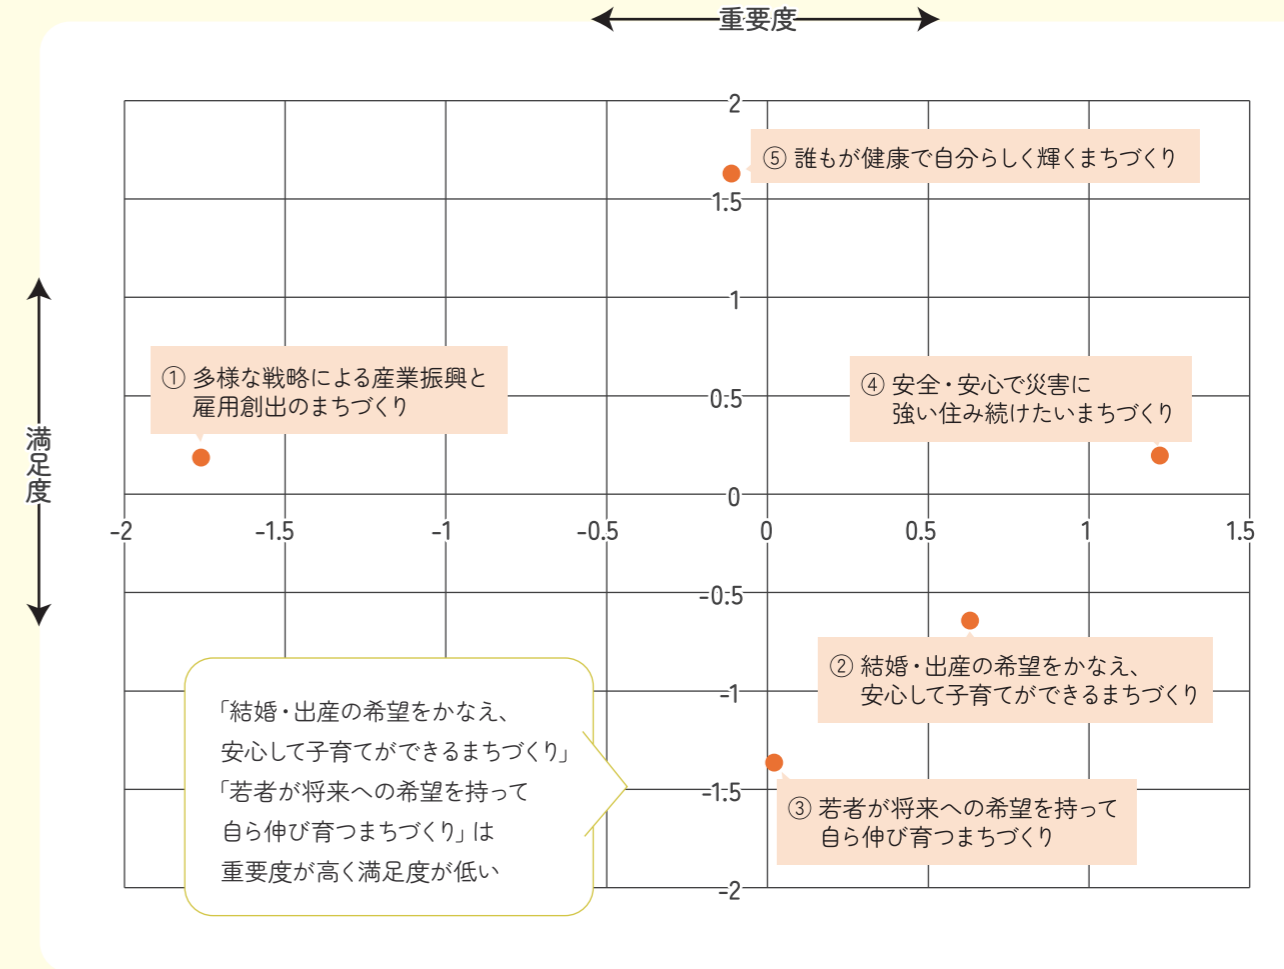 重要度
満足度
2
1.5
1
0.5
0
-0.5
-1
-1.5
-2
-2
-1.5
-1
-0.5
0
0.5
1
1.5
⑤ 誰もが健康で自分らしく輝くまちづくり
① 多様な戦略による産業振興と
雇用創出のまちづくり
④ 安全・安心で災害に
強い住み続けたいまちづくり
② 結婚・出産の希望をかなえ、
安心して子育てができるまちづくり
③ 若者が将来への希望を持って
自ら伸び育つまちづくり
「結婚・出産の希望をかなえ、
安心して子育てができるまちづくり」
「若者が将来への希望を持って
自ら伸び育つまちづくり」は
重要度が高く満足度が低い